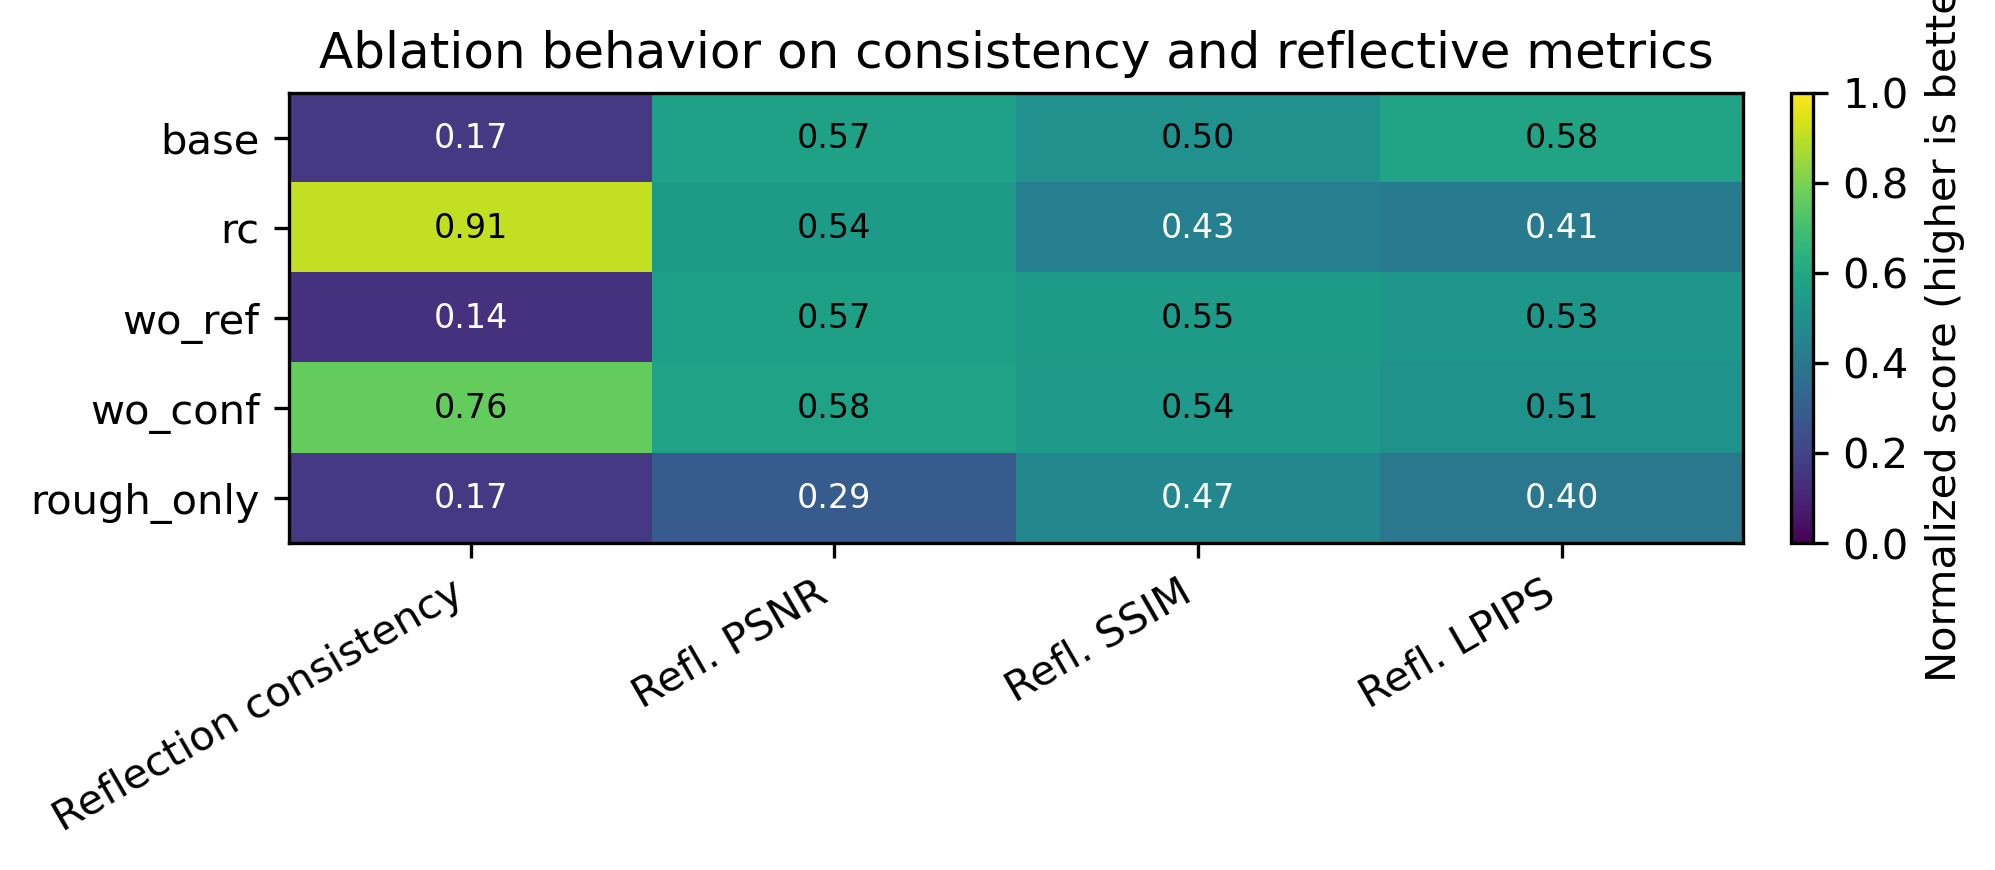 Ablation behavior on consistency and reflective metrics
base 0.17 0.57 0.50 0.58
rc 0.91 0.54 0.43 0.41
wo_ref 0.14 0.57 0.55 0.53
wo_conf 0.76 0.58 0.54 0.51
rough_only 0.17 0.29 0.47 0.40
Reflection consistency
Refl. PSNR
Refl. SSIM
Refl. LPIPS
1.0
0.8
0.6
0.4
0.2
0.0
Normalized score (higher is bette